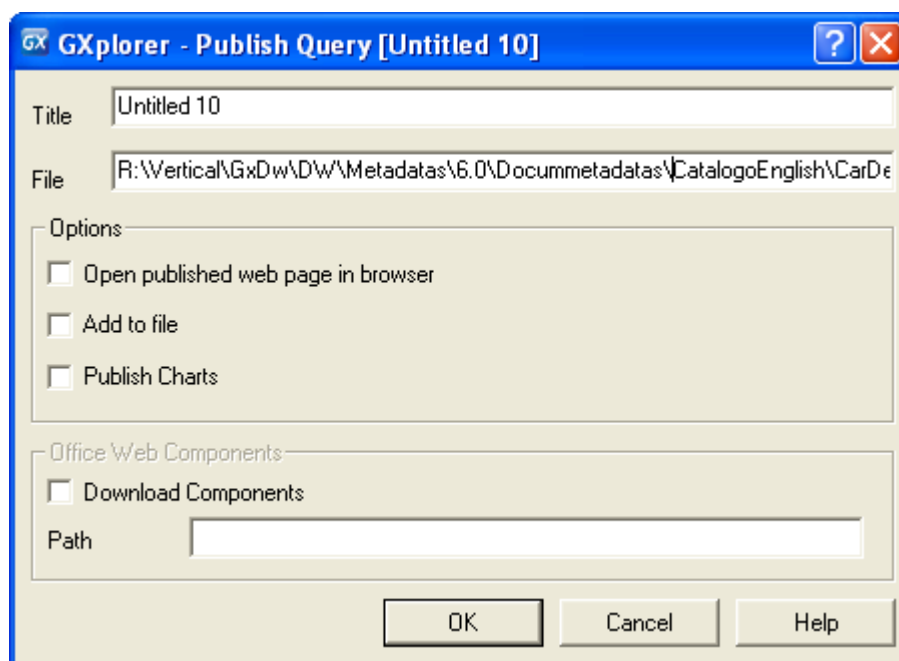 GX GXplorer - Publish Query [Untitled 10] ?
Title Untitled 10
File R:\Vertical\GxDw\DW\Metadatas\6.0\Docummetadatas\CatalogoEnglish\CarDe
Options
Open published web page in browser
Add to file
Publish Charts
Office Web Components
Download Components
Path
OK Cancel Help